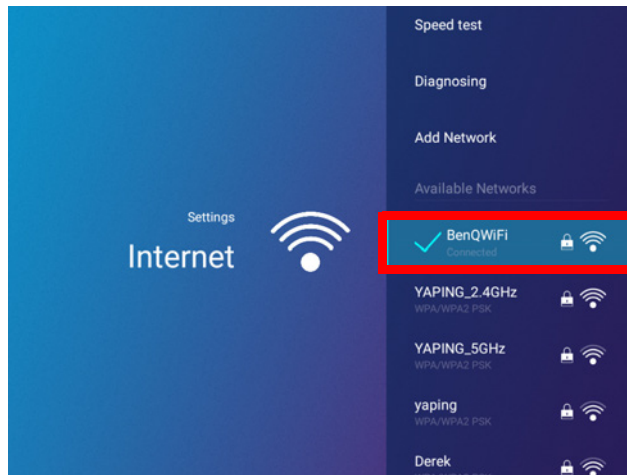 Speed test
Diagnosing
Add Network
Available Networks
Settings
Internet
BenQWiFi
Connected
YAPING_2.4GHz
WPA/WPA2 PSK
YAPING_5GHz
WPA/WPA2 PSK
yaping
WPA/WPA2 PSK
Derek